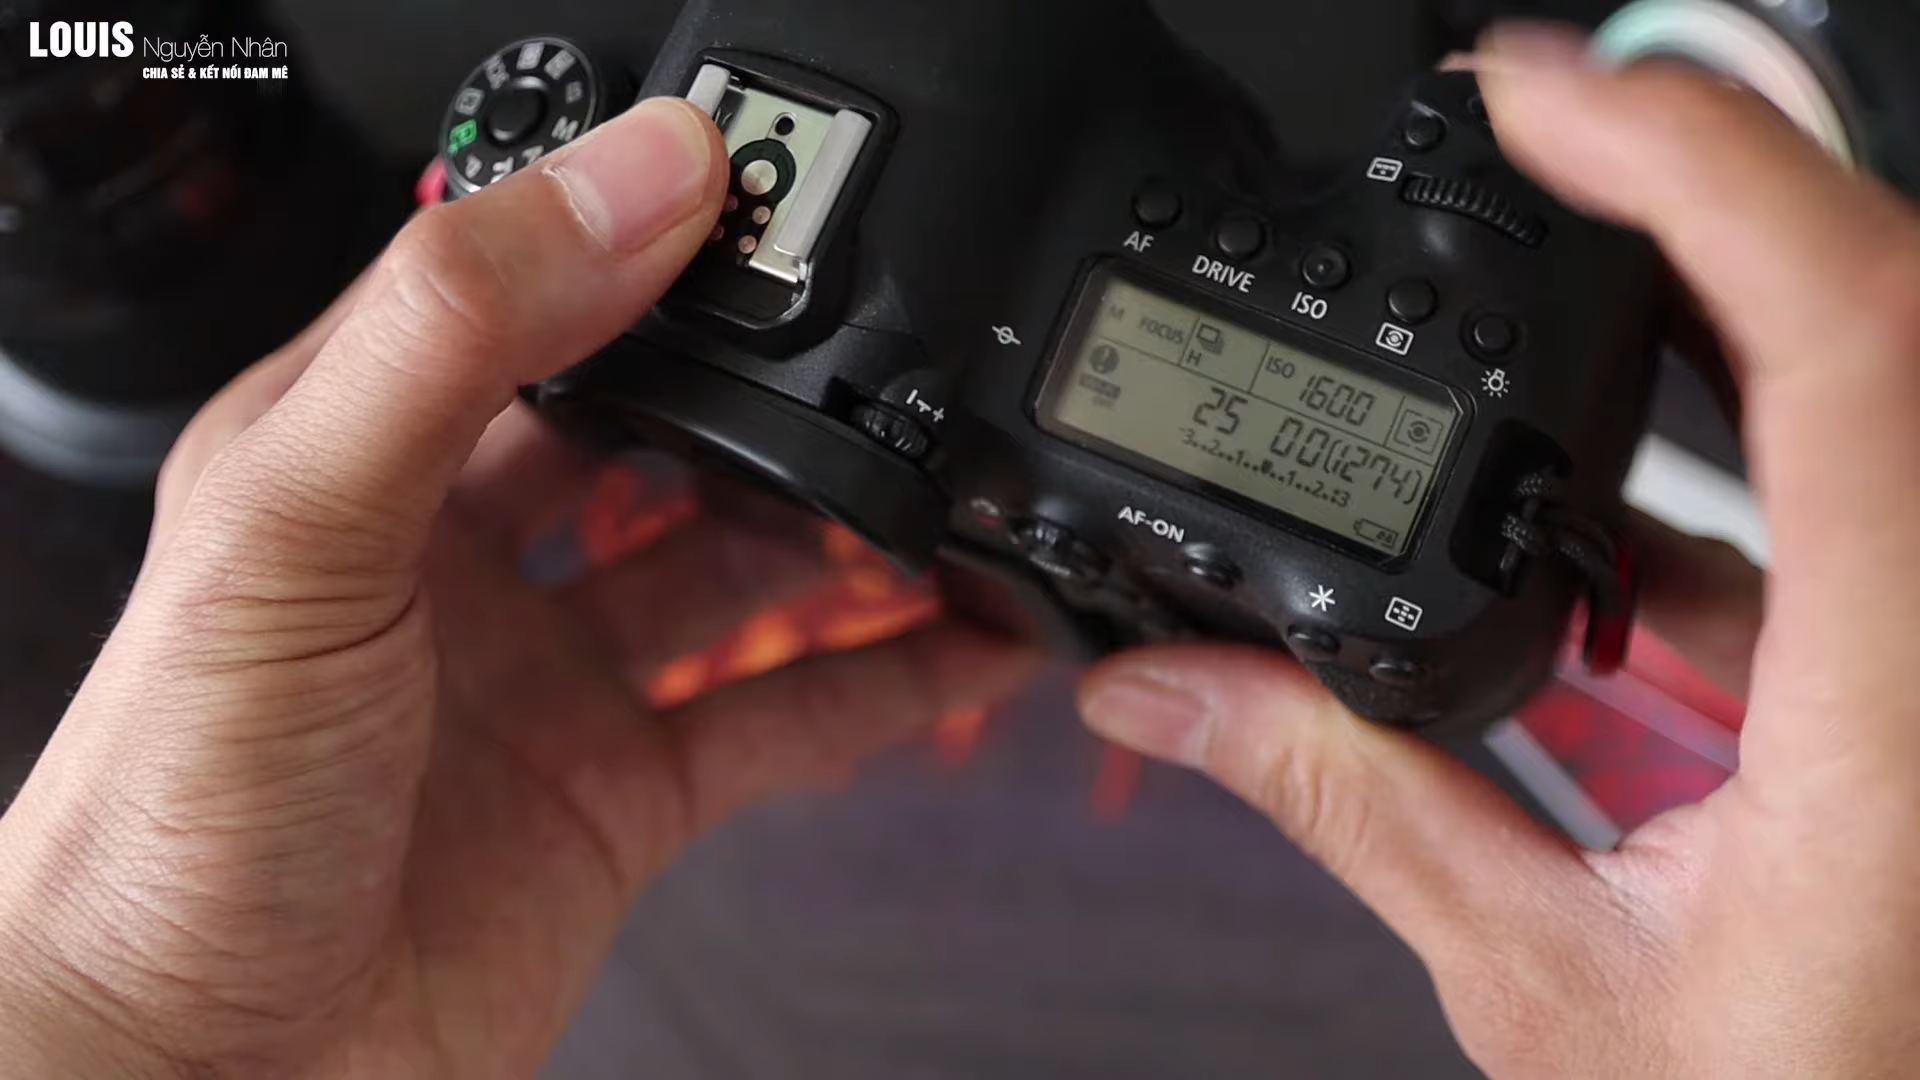 LOUIS Nguyễn Nhân
CHIA SẺ & KẾT NỐI ĐAM MÊ
M
AF
DRIVE
ISO
M FOCUS
H
ISO 1600
25 00(1274)
-3..2..1..0..1..2..:3
AF-ON